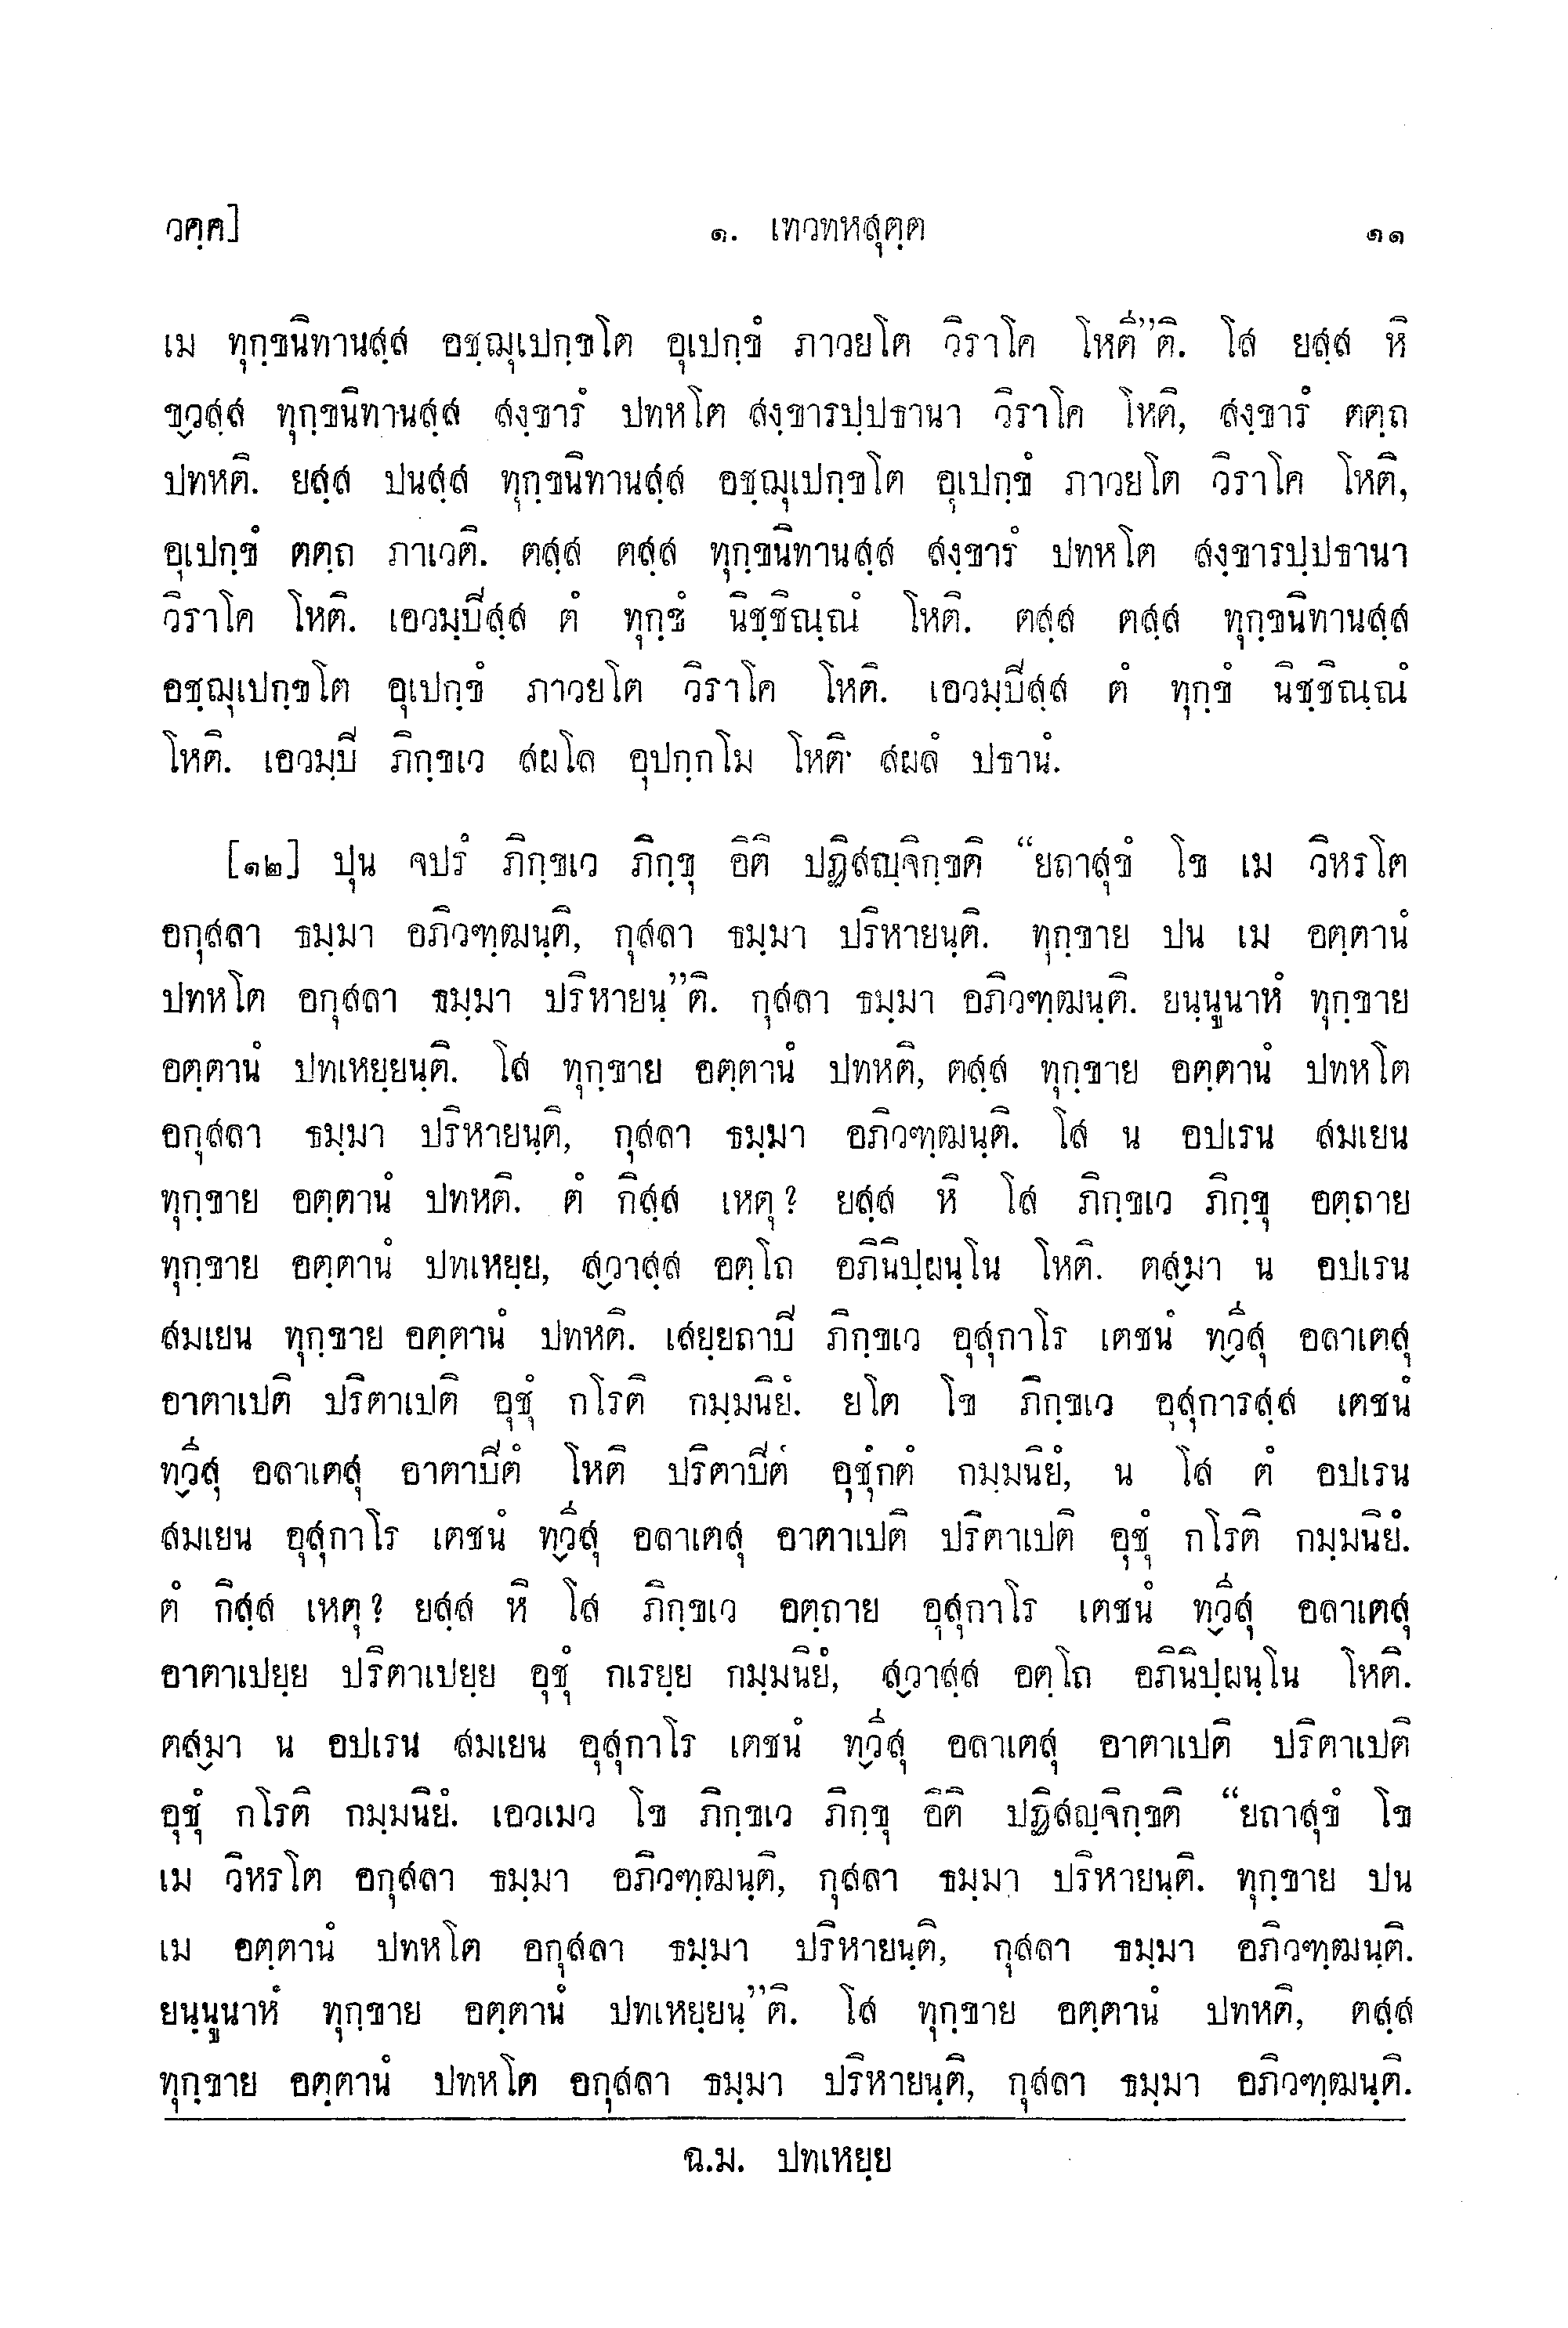 วคฺค]	๑. เทวทหสุตฺต	๑๑
เม ทุกฺขนิทานสฺส อชฺฌุเปกฺขโต อุเปกฺขํ ภาวยโต วิราโค โหตี”ติ. โส ยสฺส หิ
ขฺวสฺส ทุกฺขนิทานสฺส สงฺขารํ ปทหโต สงฺขารปฺปธานา วิราโค โหติ, สงฺขารํ ตตฺถ
ปทหติ. ยสฺส ปนสฺส ทุกฺขนิทานสฺส อชฺฌุเปกฺขโต อุเปกฺขํ ภาวยโต วิราโค โหติ,
อุเปกฺขํ ตตฺถ ภาเวติ. ตสฺส ตสฺส ทุกฺขนิทานสฺส สงฺขารํ ปทหโต สงฺขารปฺปธานา
วิราโค โหติ. เอวมฺปิสฺส ตํ ทุกฺขํ นิชฺชิณฺณํ โหติ. ตสฺส ตสฺส ทุกฺขนิทานสฺส
อชฺฌุเปกฺขโต อุเปกฺขํ ภาวยโต วิราโค โหติ. เอวมฺปิสฺส ตํ ทุกฺขํ นิชฺชิณฺณํ
โหติ. เอวมฺปิ ภิกฺขเว สผโล อุปกฺกโม โหติ สผลํ ปธานํ.
[๑๒] ปุน จปรํ ภิกฺขเว ภิกฺขุ อิติ ปฏิสญฺจิกฺขติ “ยถาสุขํ โข เม วิหรโต
อกุสลา ธมฺมา อภิวฑฺฒนฺติ, กุสลา ธมฺมา ปริหายนฺติ. ทุกฺขาย ปน เม อตฺตานํ
ปทหโต อกุสลา ธมฺมา ปริหายนฺ”ติ. กุสลา ธมฺมา อภิวฑฺฒนฺติ. ยนฺนูนาหํ ทุกฺขาย
อตฺตานํ ปทเหยฺยนฺติ. โส ทุกฺขาย อตฺตานํ ปทหติ, ตสฺส ทุกฺขาย อตฺตานํ ปทหโต
อกุสลา ธมฺมา ปริหายนฺติ, กุสลา ธมฺมา อภิวฑฺฒนฺติ. โส น อปเรน สมเยน
ทุกฺขาย อตฺตานํ ปทหติ. ตํ กิสฺส เหตุ? ยสฺส หิ โส ภิกฺขเว ภิกฺขุ อตฺถาย
ทุกฺขาย อตฺตานํ ปทเหยฺย, สฺวาสฺส อตฺโถ อภินิปฺผนฺโน โหติ. ตสฺมา น อปเรน
สมเยน ทุกฺขาย อตฺตานํ ปทหติ. เสยฺยถาปิ ภิกฺขเว อุสุกาโร เตชนํ ทฺวีสุ อลาเตสุ
อาตาเปติ ปริตาเปติ อุชุํ กโรติ กมฺมนิยํ. ยโต โข ภิกฺขเว อุสุการสฺส เตชนํ
ทฺวีสุ อลาเตสุ อาตาปิตํ โหติ ปริตาปิตํ อุชุํกตํ กมฺมนิยํ, น โส ตํ อปเรน
สมเยน อุสุกาโร เตชนํ ทฺวีสุ อลาเตสุ อาตาเปติ ปริตาเปติ อุชุํ กโรติ กมฺมนิยํ.
ตํ กิสฺส เหตุ? ยสฺส หิ โส ภิกฺขเว อตฺถาย อุสุกาโร เตชนํ ทฺวีสุ อลาเตสุ
อาตาเปยฺย ปริตาเปยฺย อุชุํ กเรยฺย กมฺมนิยํ, สฺวาสฺส อตฺโถ อภินิปฺผนฺโน โหติ.
ตสฺมา น อปเรน สมเยน อุสุกาโร เตชนํ ทฺวีสุ อลาเตสุ อาตาเปติ ปริตาเปติ
อุชุํ กโรติ กมฺมนิยํ. เอวเมว โข ภิกฺขเว ภิกฺขุ อิติ ปฏิสญฺจิกฺขติ “ยถาสุขํ โข
เม วิหรโต อกุสลา ธมฺมา อภิวฑฺฒนฺติ, กุสลา ธมฺมา ปริหายนฺติ. ทุกฺขาย ปน
เม อตฺตานํ ปทหโต อกุสลา ธมฺมา ปริหายนฺติ, กุสลา ธมฺมา อภิวฑฺฒนฺติ.
ยนฺนูนาหํ ทุกฺขาย อตฺตานํ ปทเหยฺยนฺ”ติ. โส ทุกฺขาย อตฺตานํ ปทหติ, ตสฺส
ทุกฺขาย อตฺตานํ ปทหโต อกุสลา ธมฺมา ปริหายนฺติ, กุสลา ธมฺมา อภิวฑฺฒนฺติ.
ฉ.ม. ปทเหยฺย